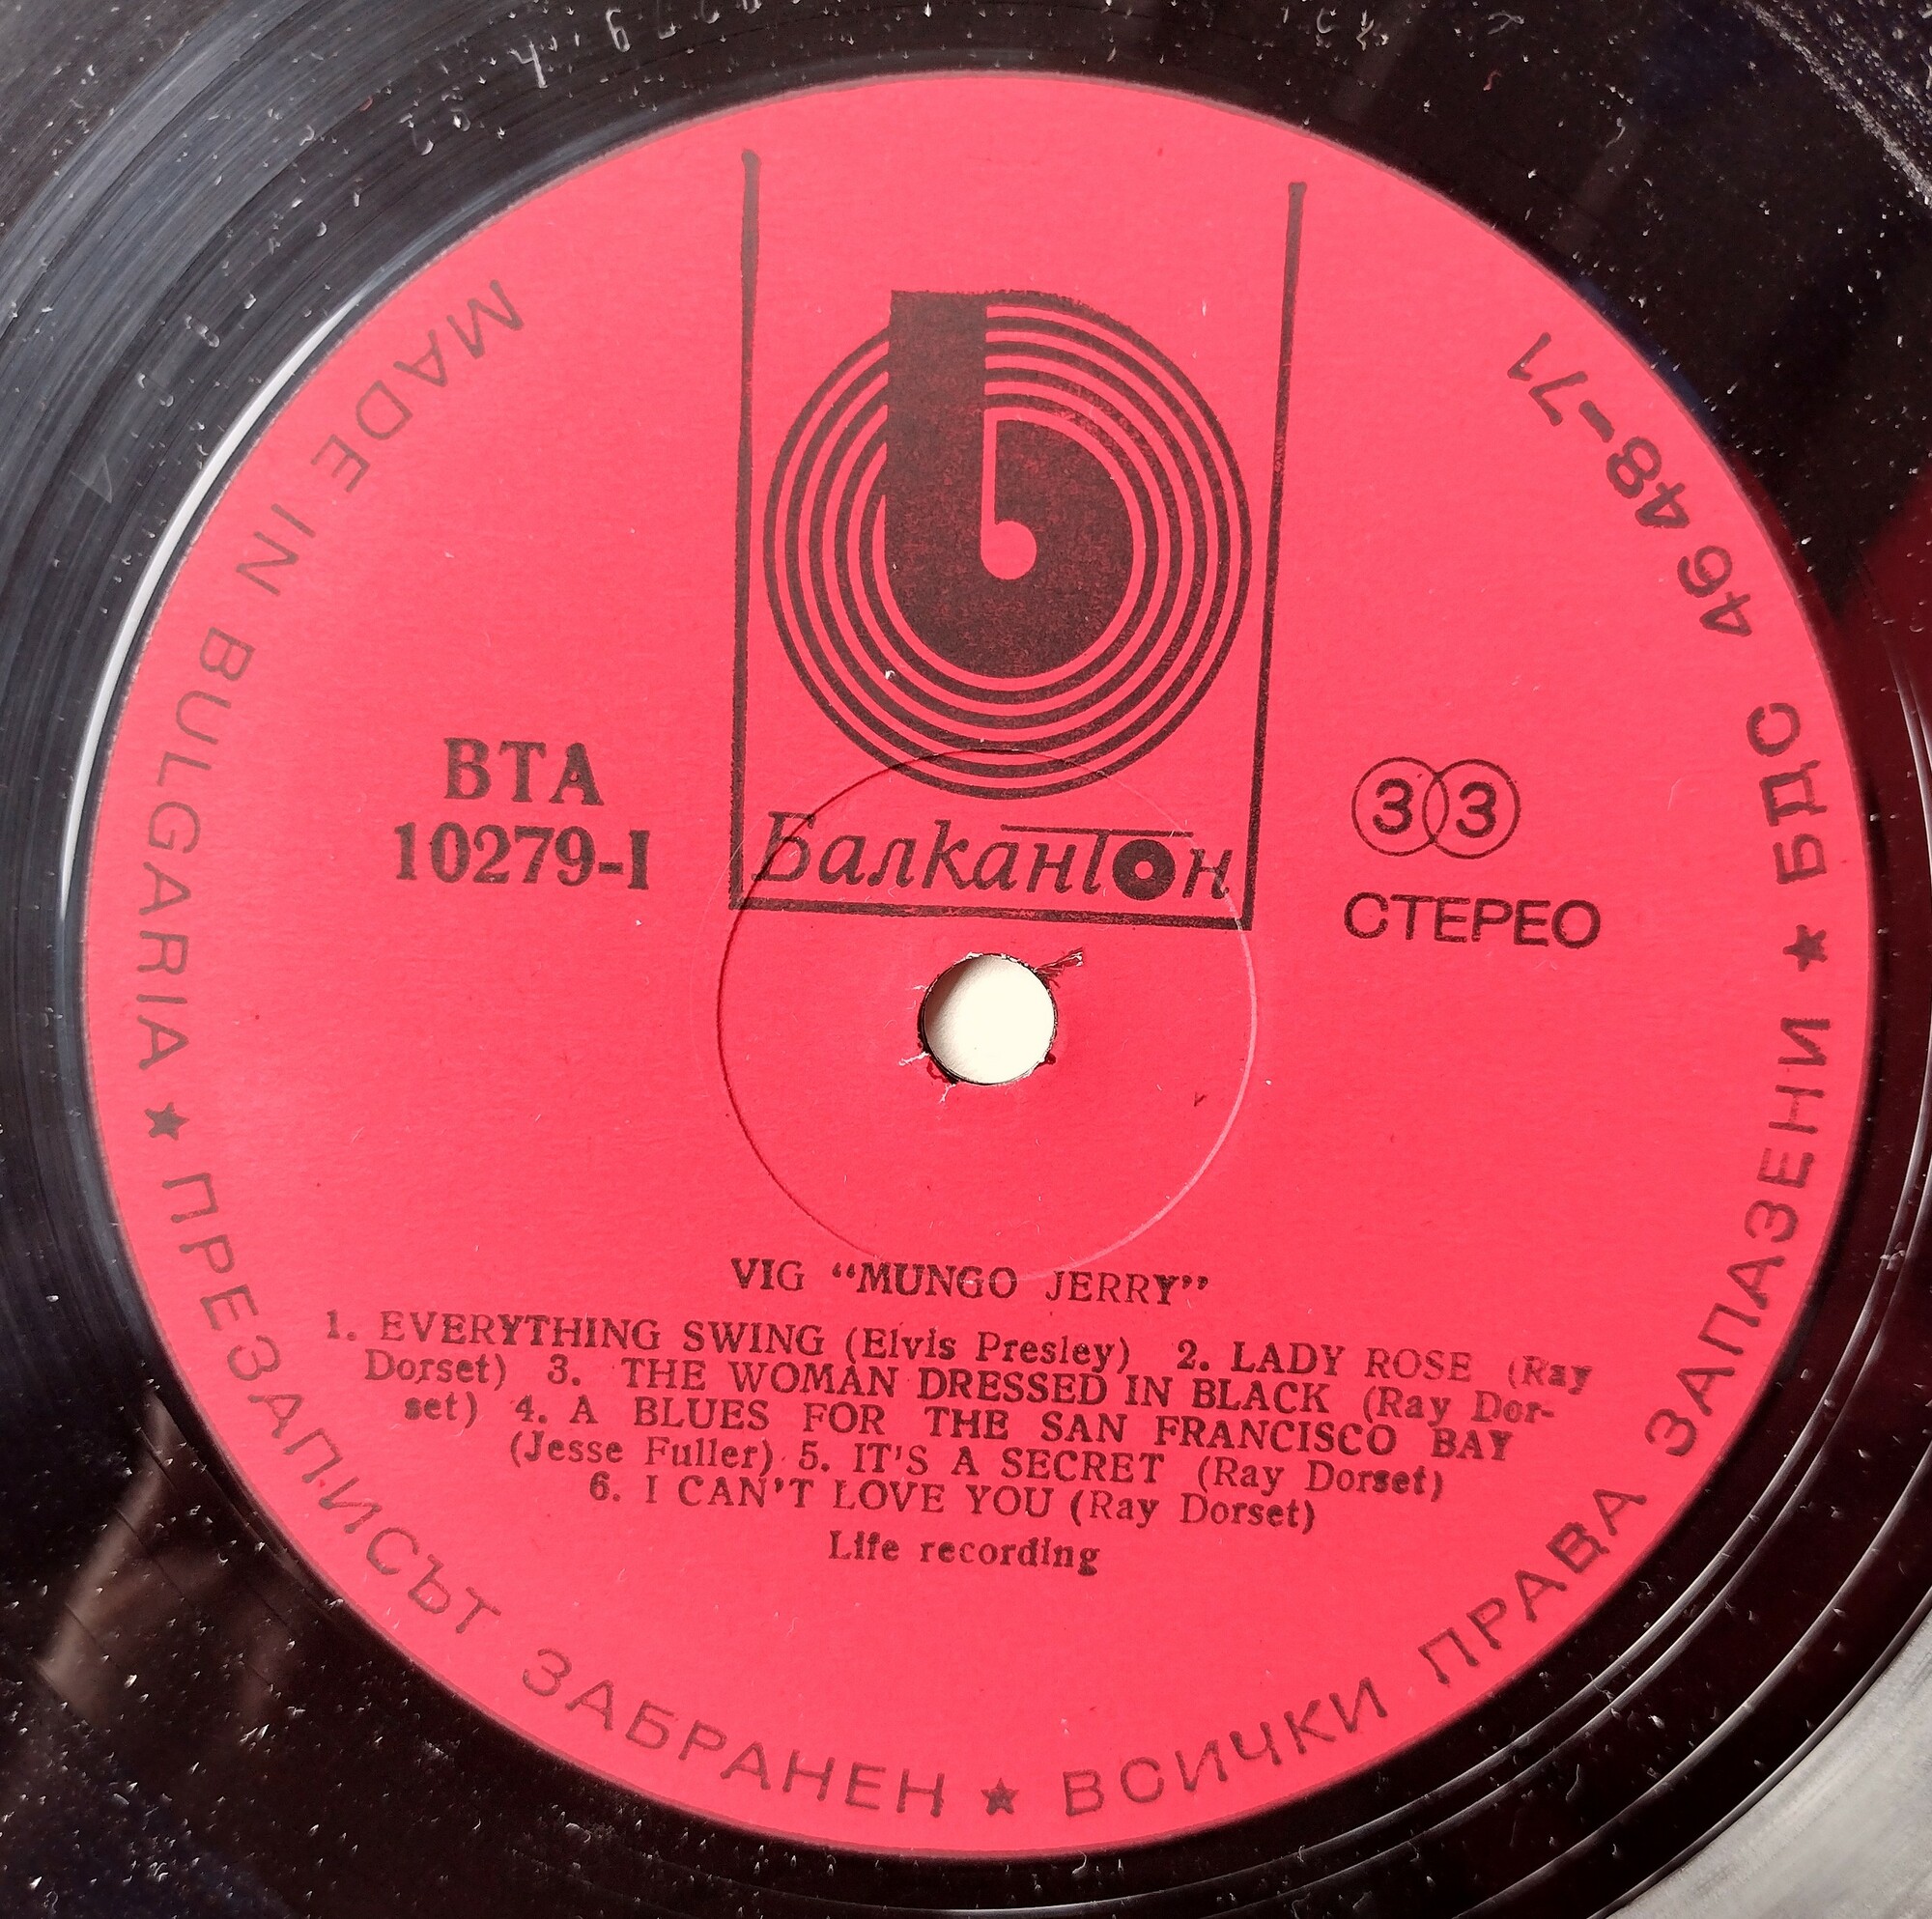 MADE IN BULGARIA ★ ПРЕЗАПИСЪТ ЗАБРАНЕН ★ ВСИЧКИ ПРАВА ЗАПАЗЕНИ ★ БДС 46 48-71
Балкантон
ВТА
10279-I
33
СТЕРЕО
VIG “MUNGO JERRY”
1. EVERYTHING SWING (Elvis Presley) 2. LADY ROSE (Ray
Dorset) 3. THE WOMAN DRESSED IN BLACK (Ray Dor-
set) 4. A BLUES FOR THE SAN FRANCISCO BAY
(Jesse Fuller) 5. IT'S A SECRET (Ray Dorset)
6. I CAN'T LOVE YOU (Ray Dorset)
Life recording